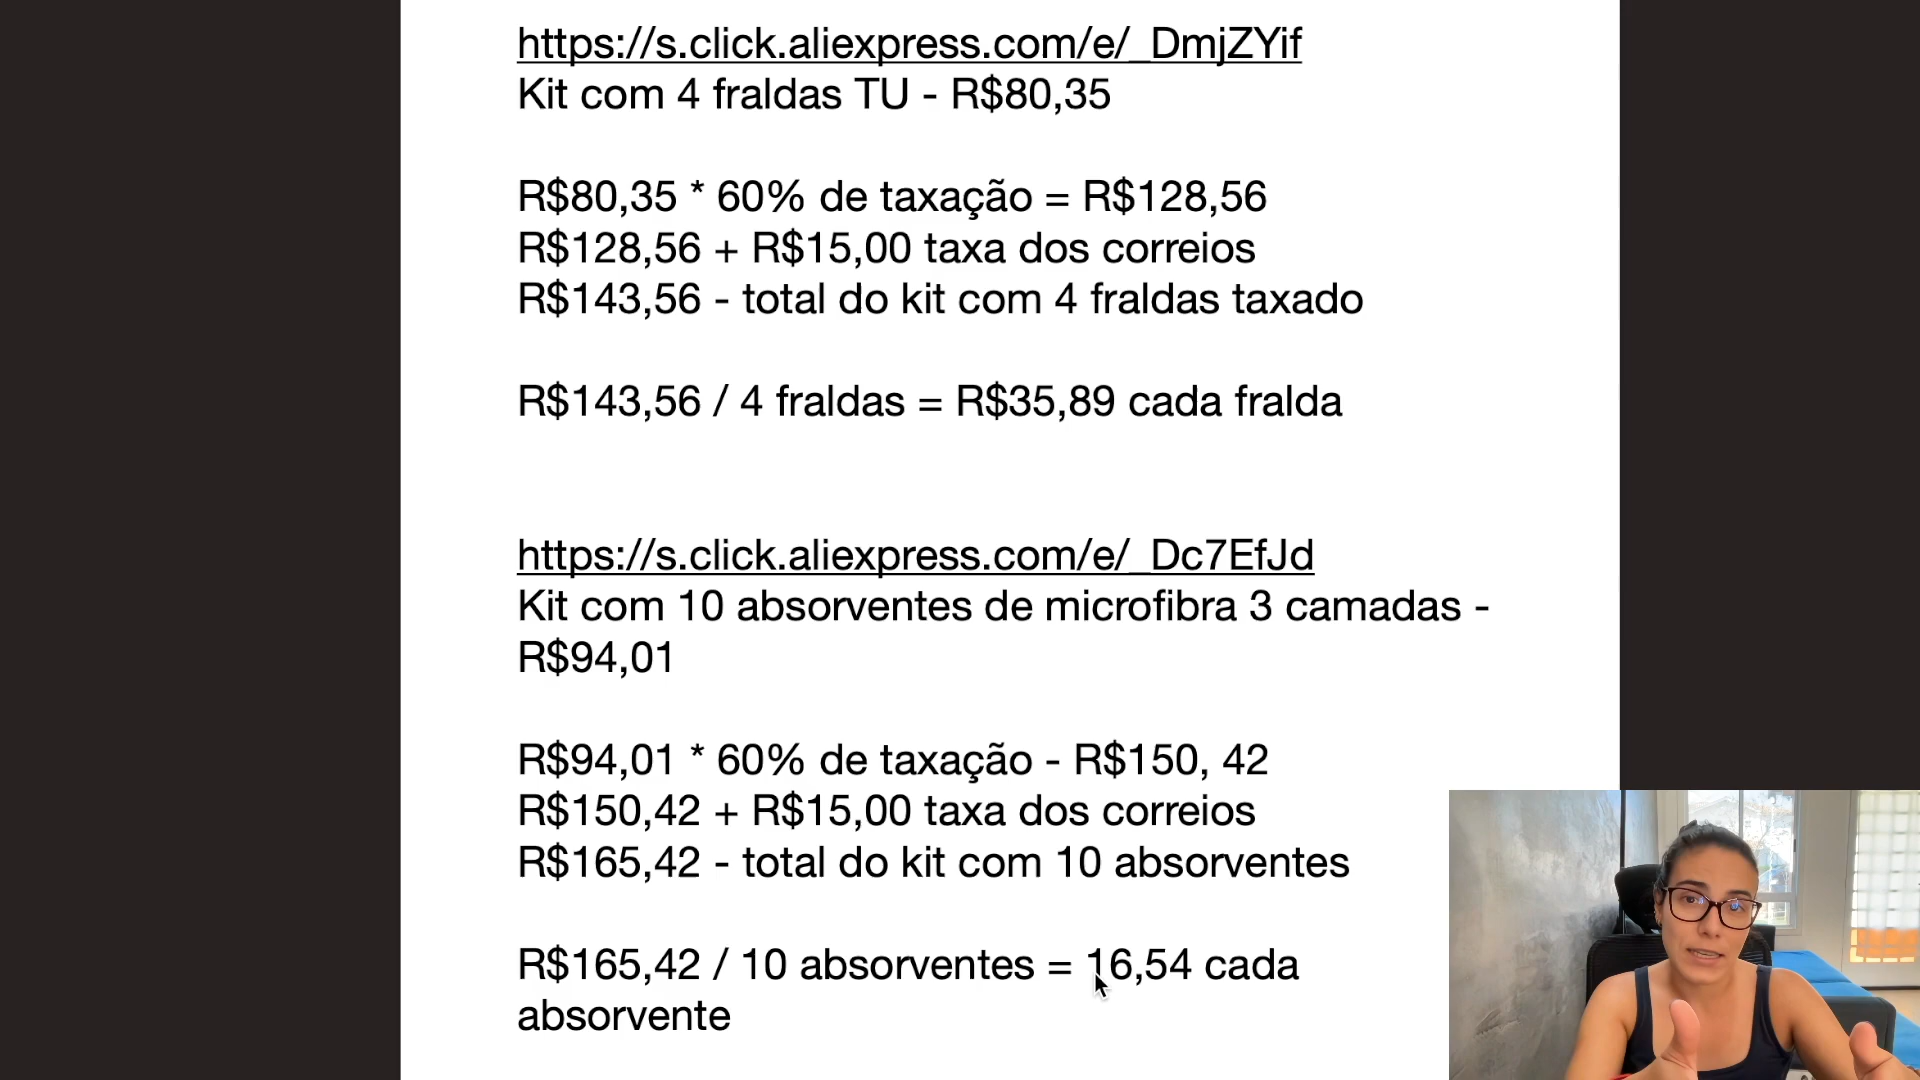 https://s.click.aliexpress.com/e/_DmjZYif
Kit com 4 fraldas TU - R$80,35
R$80,35 * 60% de taxação = R$128,56
R$128,56 + R$15,00 taxa dos correios
R$143,56 - total do kit com 4 fraldas taxado
R$143,56 / 4 fraldas = R$35,89 cada fralda
https://s.click.aliexpress.com/e/_Dc7EfJd
Kit com 10 absorventes de microfibra 3 camadas -
R$94,01
R$94,01 * 60% de taxação - R$150, 42
R$150,42 + R$15,00 taxa dos correios
R$165,42 - total do kit com 10 absorventes
R$165,42 / 10 absorventes = 16,54 cada
absorvente